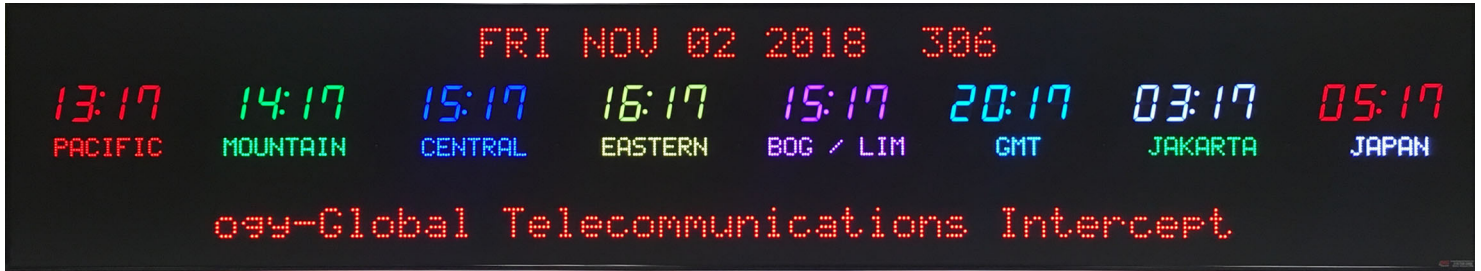 FRI NOV 02 2018 306
13:17 14:17 15:17 16:17 15:17 20:17 03:17 05:17
PACIFIC MOUNTAIN CENTRAL EASTERN BOG / LIM GMT JAKARTA JAPAN
ogy-Global Telecommunications Intercept